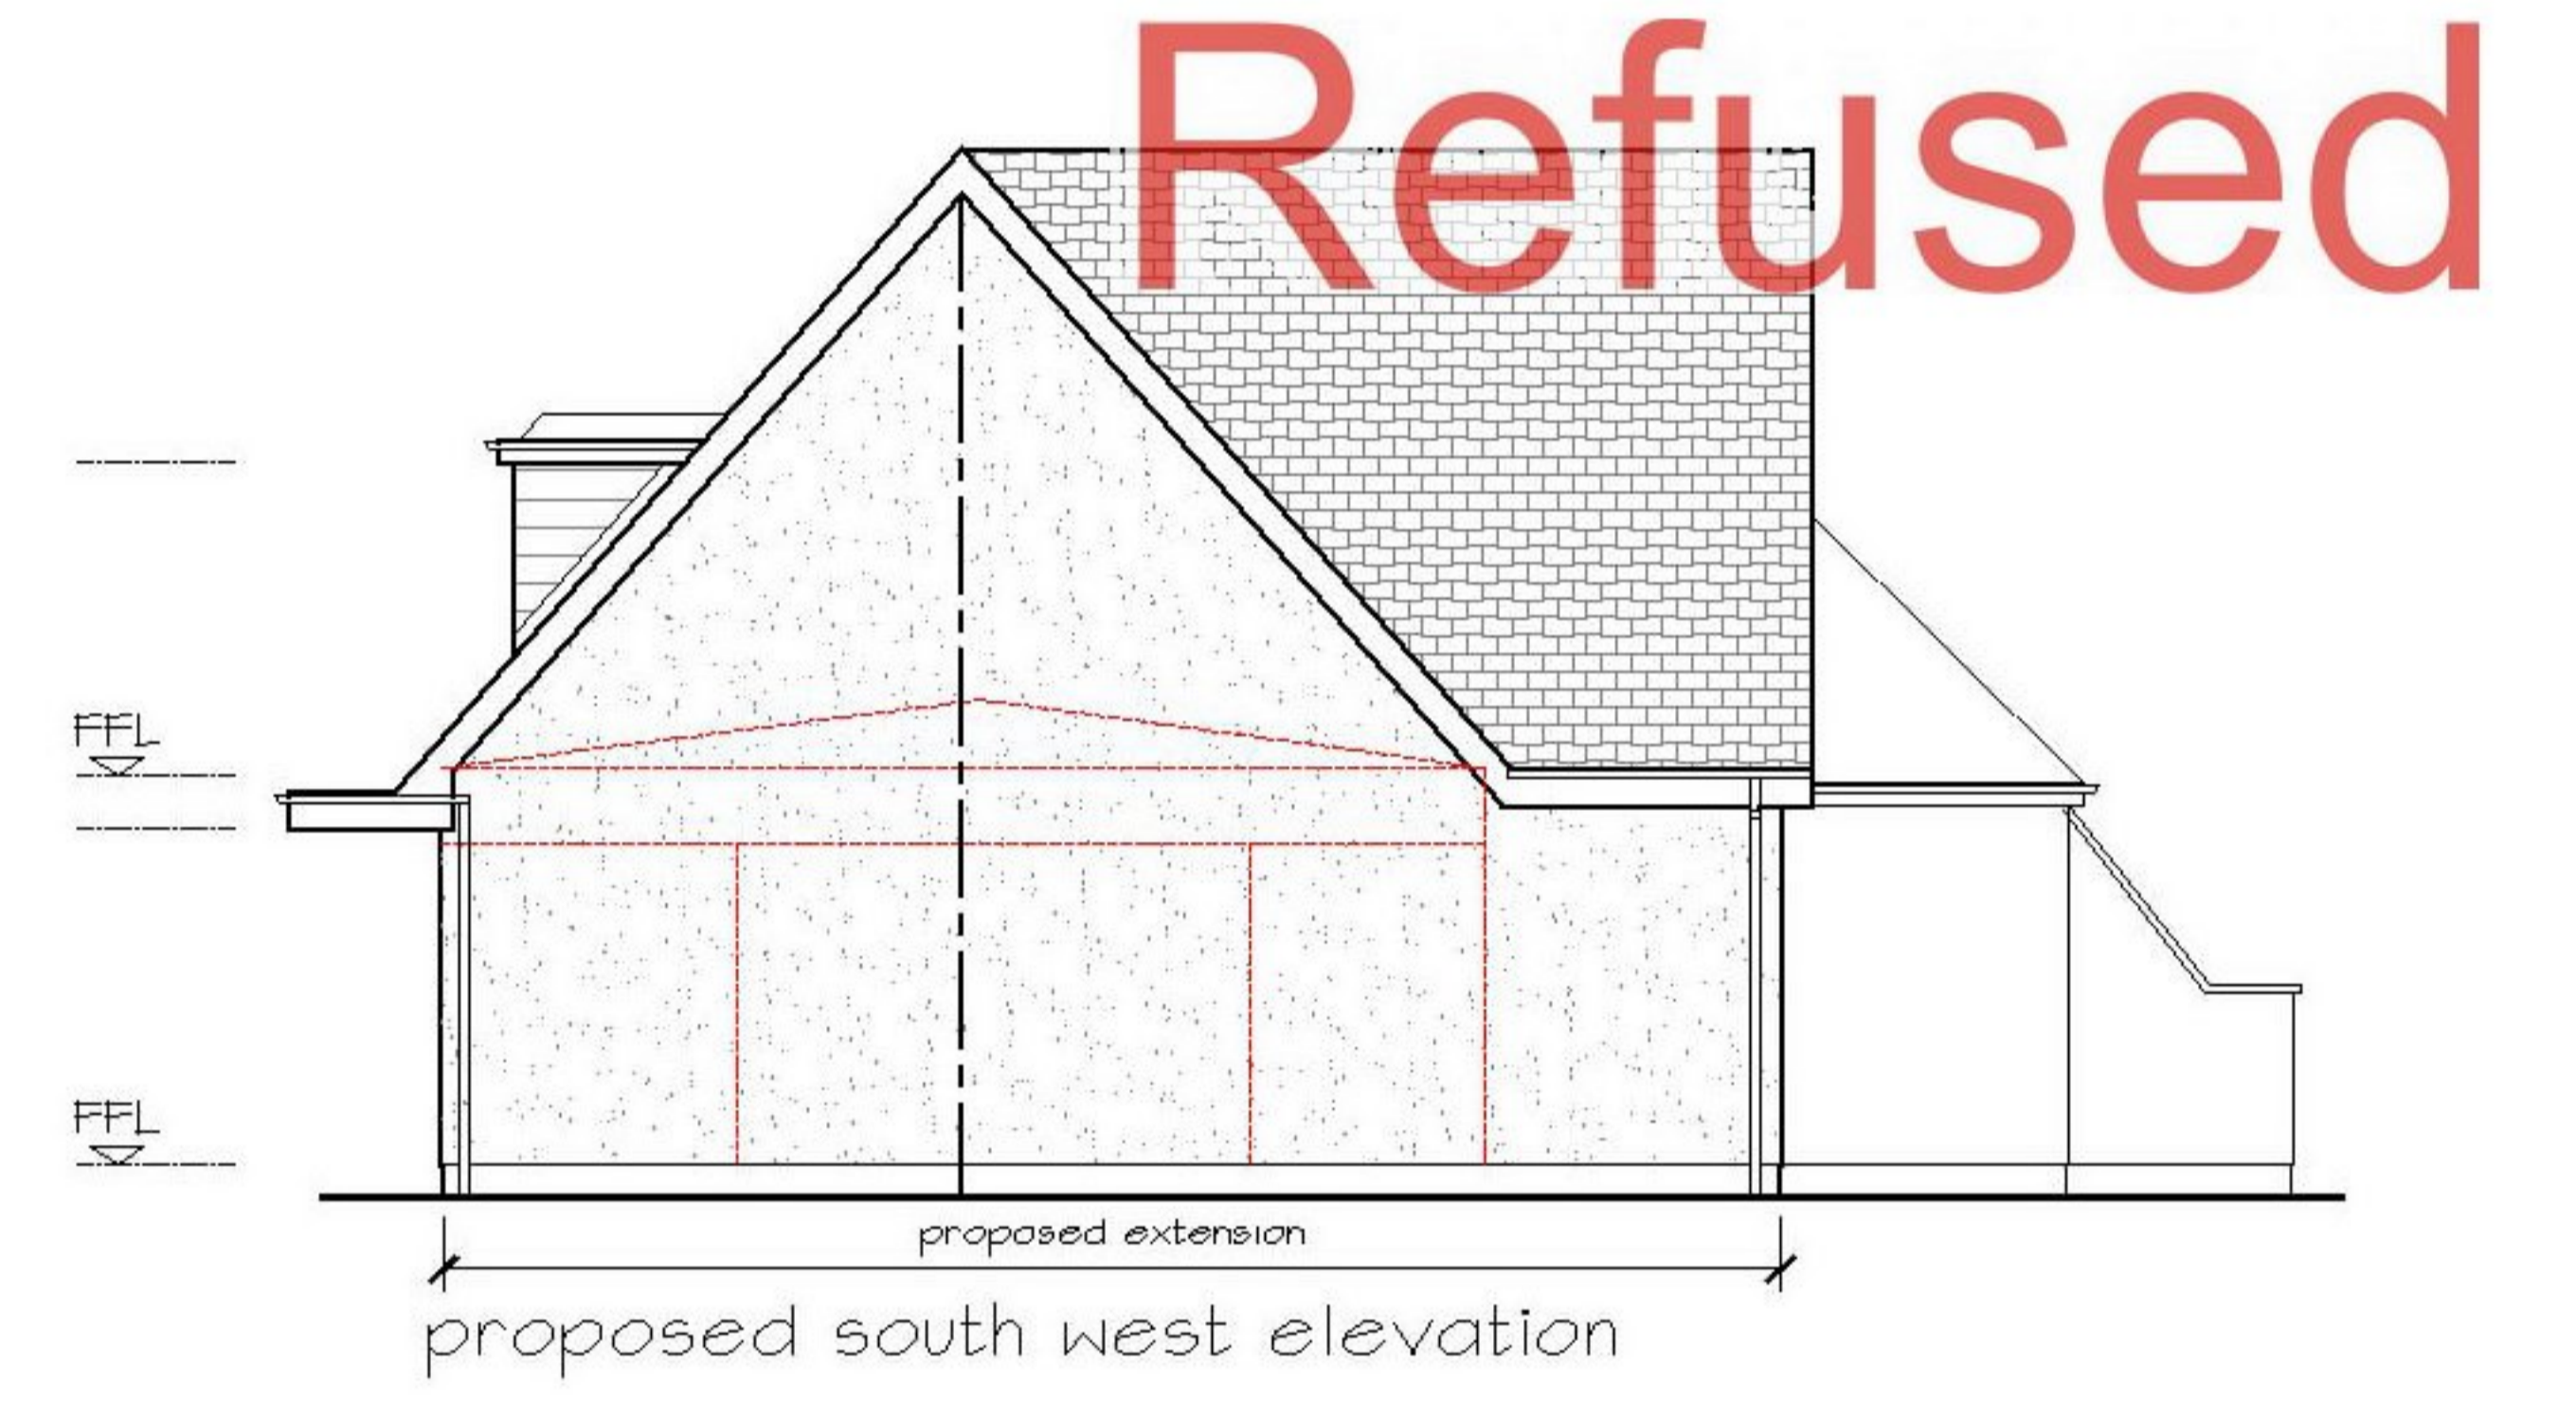 Refused
FFL
FFL
proposed extension
proposed south west elevation